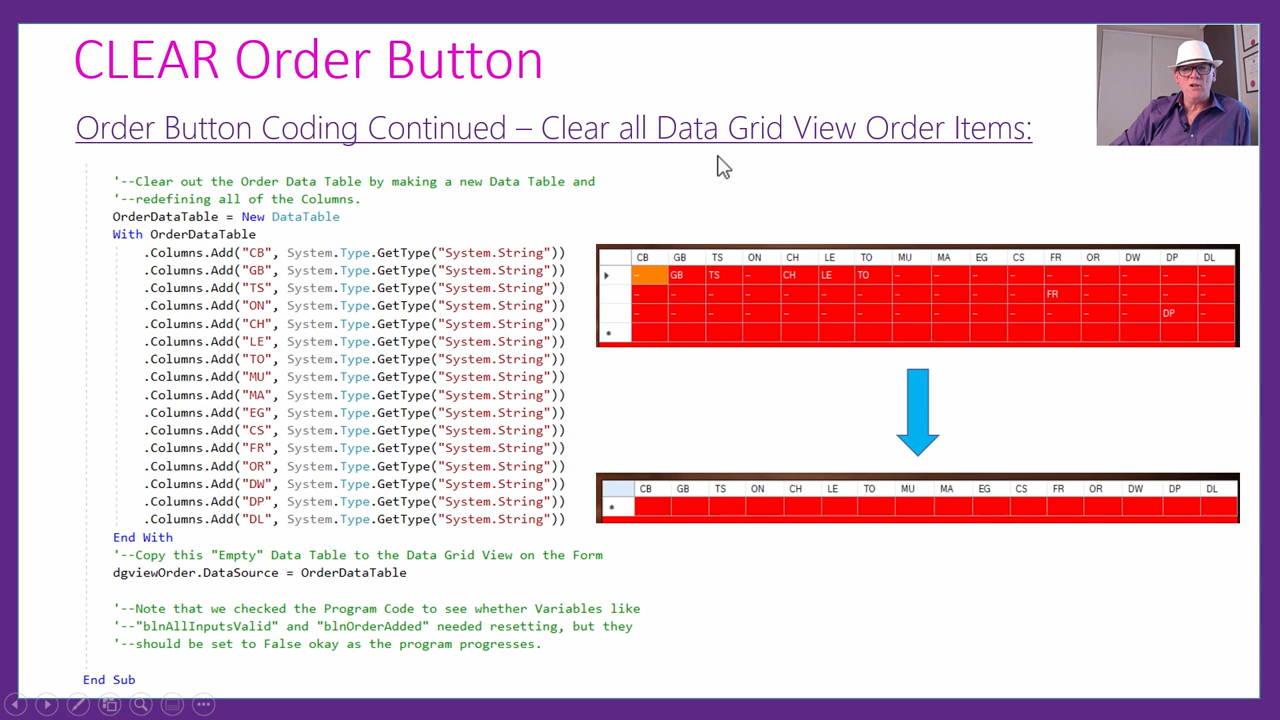 CLEAR Order Button
Order Button Coding Continued – Clear all Data Grid View Order Items:
'--Clear out the Order Data Table by making a new Data Table and
'--redefining all of the Columns.
OrderDataTable = New DataTable
With OrderDataTable
.Columns.Add("CB", System.Type.GetType("System.String"))
.Columns.Add("GB", System.Type.GetType("System.String"))
.Columns.Add("TS", System.Type.GetType("System.String"))
.Columns.Add("ON", System.Type.GetType("System.String"))
.Columns.Add("CH", System.Type.GetType("System.String"))
.Columns.Add("LE", System.Type.GetType("System.String"))
.Columns.Add("TO", System.Type.GetType("System.String"))
.Columns.Add("MU", System.Type.GetType("System.String"))
.Columns.Add("MA", System.Type.GetType("System.String"))
.Columns.Add("EG", System.Type.GetType("System.String"))
.Columns.Add("CS", System.Type.GetType("System.String"))
.Columns.Add("FR", System.Type.GetType("System.String"))
.Columns.Add("OR", System.Type.GetType("System.String"))
.Columns.Add("DW", System.Type.GetType("System.String"))
.Columns.Add("DP", System.Type.GetType("System.String"))
.Columns.Add("DL", System.Type.GetType("System.String"))
End With
'--Copy this "Empty" Data Table to the Data Grid View on the Form
dgviewOrder.DataSource = OrderDataTable
'--Note that we checked the Program Code to see whether Variables like
'--"blnAllInputsValid" and "blnOrderAdded" needed resetting, but they
'--should be set to False okay as the program progresses.
End Sub
CB GB TS ON CH LE TO MU MA EG CS FR OR DW DP DL
-- GB TS -- CH LE TO -- -- -- -- -- -- -- -- --
-- -- -- -- -- -- -- -- -- -- -- FR -- -- -- --
-- -- -- -- -- -- -- -- -- -- -- -- -- -- DP --
CB GB TS ON CH LE TO MU MA EG CS FR OR DW DP DL